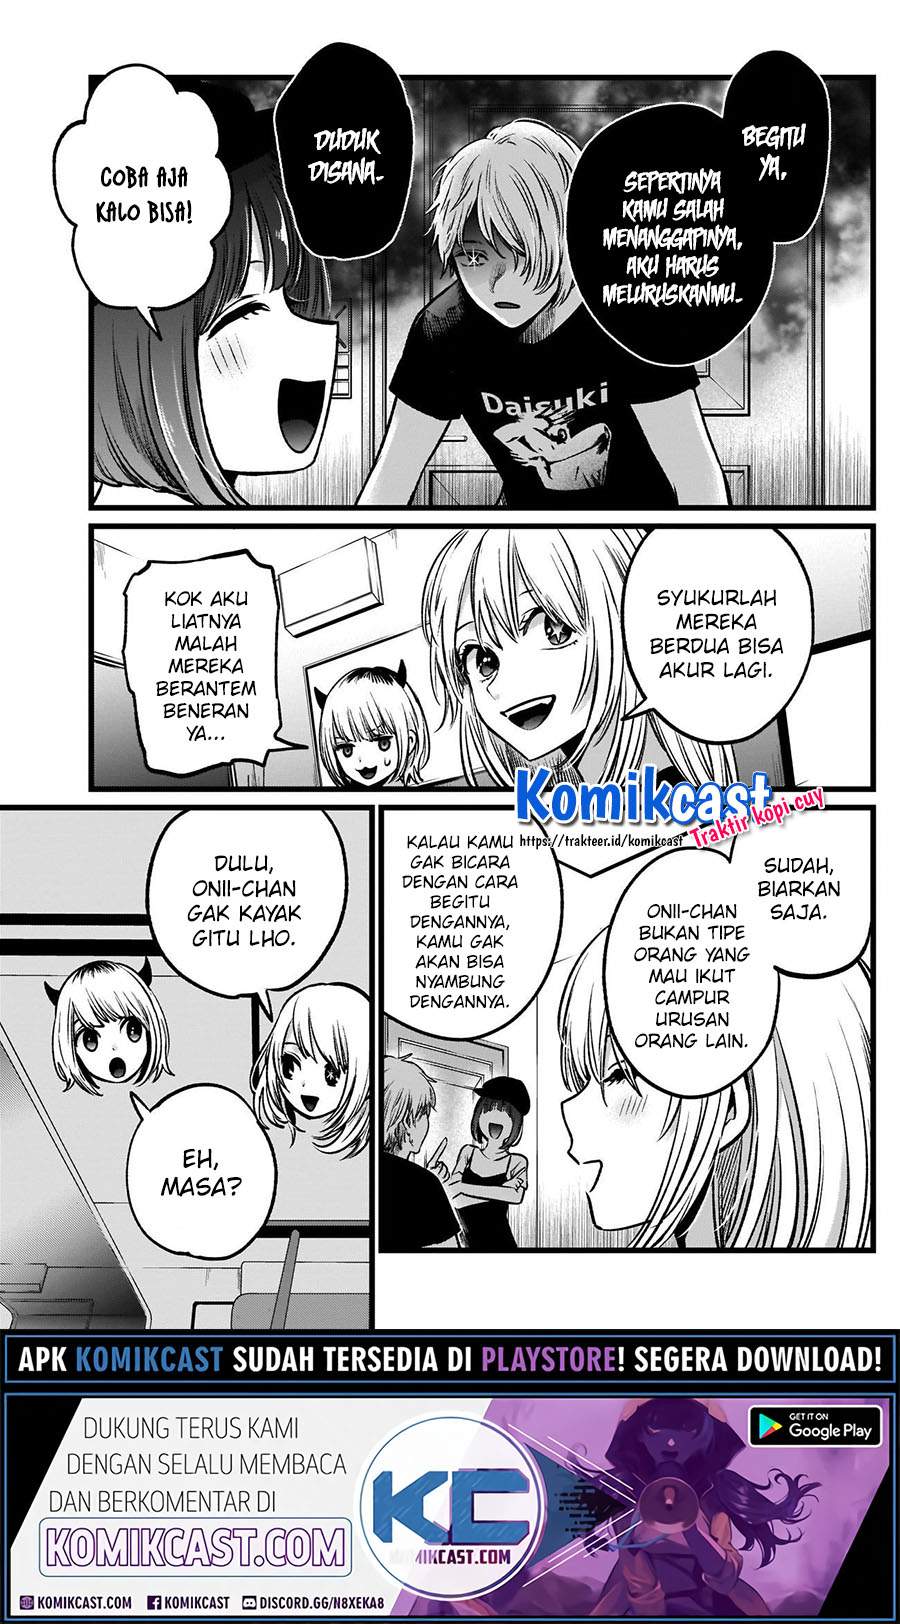 BEGITU
YA,
SEPERTINYA
KAMU SALAH
MENANGGAPINYA,
AKU HARUS
MELURUSKANMU.
DUDUK
DISANA.
COBA AJA
KALO BISA!
Daisuki
SYUKURLAH
MEREKA
BERDUA BISA
AKUR LAGI.
KOK AKU
LIATNYA
MALAH
MEREKA
BERANTEM
BENERAN
YA...
Komikcast
Traktir kopi cuy
https://trakteer.id/komikcast
SUDAH,
BIARKAN
SAJA.
ONII-CHAN
BUKAN TIPE
ORANG YANG
MAU IKUT
CAMPUR
URUSAN
ORANG LAIN.
KALAU KAMU
GAK BICARA
DENGAN CARA
BEGITU
DENGANNYA,
KAMU GAK
AKAN BISA
NYAMBUNG
DENGANNYA.
DULU,
ONII-CHAN
GAK KAYAK
GITU LHO.
EH,
MASA?
APK KOMIKCAST SUDAH TERSEDIA DI PLAYSTORE! SEGERA DOWNLOAD!
DUKUNG TERUS KAMI
DENGAN SELALU MEMBACA
DAN BERKOMENTAR DI
KOMIKCAST.COM
KC
KOMIKCAST.COM
GET IT ON
Google Play
KOMIKCAST.COM
KOMIKCAST
DISCORD.GG/N8XEKA8